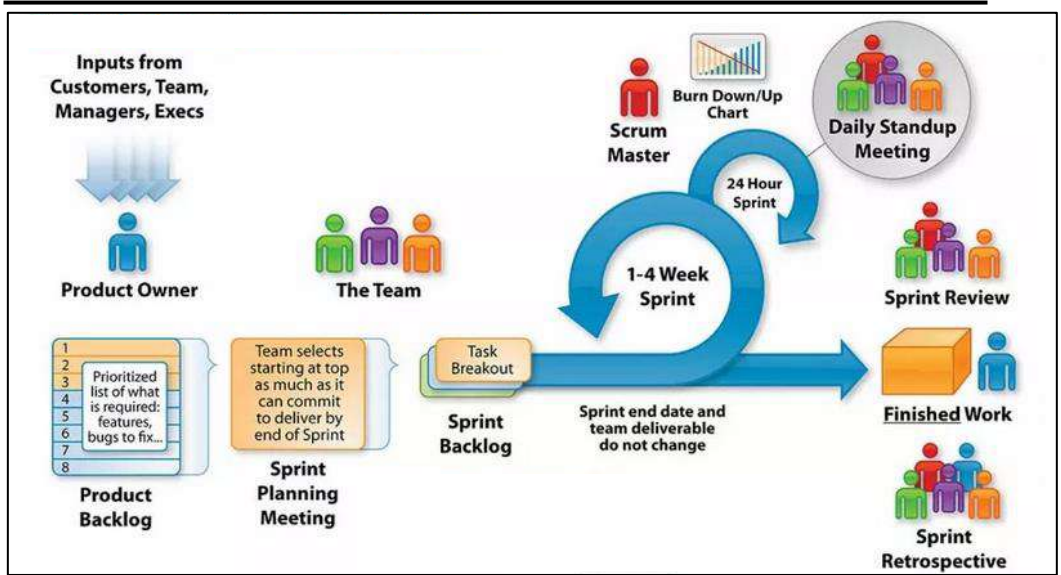 Inputs from
Customers, Team,
Managers, Execs
Product Owner
The Team
Scrum
Master
Burn Down/Up
Chart
Daily Standup
Meeting
24 Hour
Sprint
1-4 Week
Sprint
Sprint Review
1
2
3
4
5
6
7
8
Prioritized
list of what
is required:
features,
bugs to fix...
Product
Backlog
Team selects
starting at top
as much as it
can commit
to deliver by
end of Sprint
Sprint
Planning
Meeting
Task
Breakout
Sprint
Backlog
Sprint end date and
team deliverable
do not change
Finished Work
Sprint
Retrospective